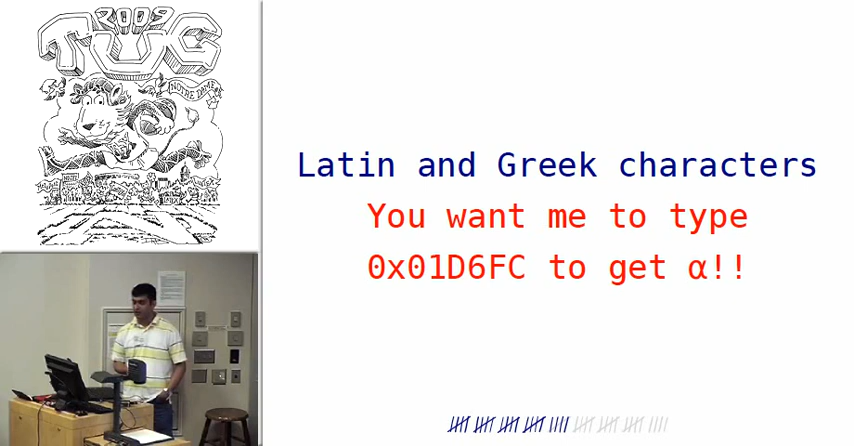 2009
TUG
NOTRE DAME
Latin and Greek characters
You want me to type
0x01D6FC to get α!!